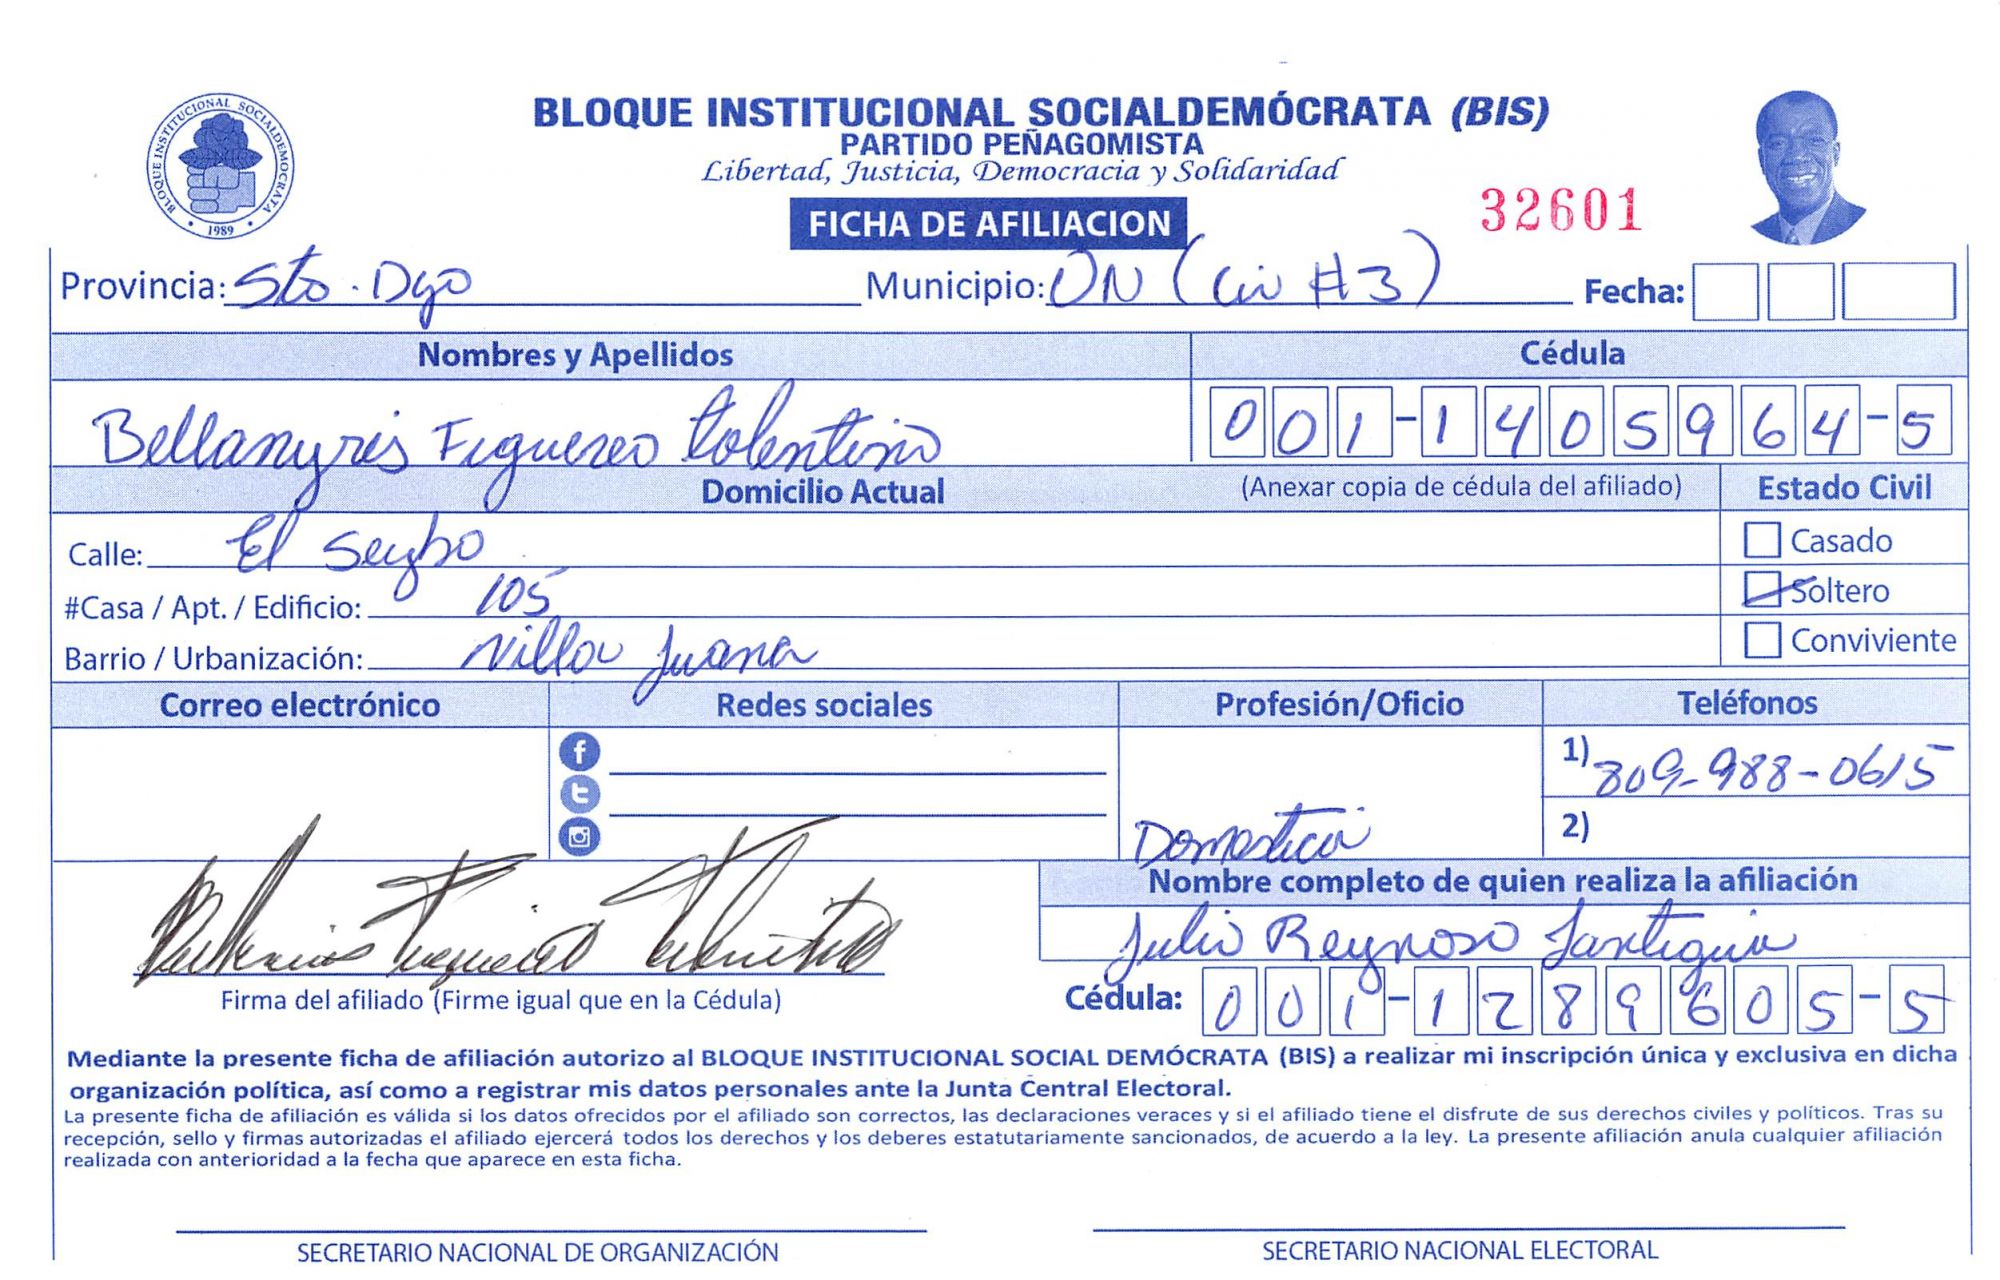 BLOQUE INSTITUCIONAL SOCIALDEMÓCRATA (BIS)
PARTIDO PEÑAGOMISTA
Libertad, Justicia, Democracia y Solidaridad
BLOQUE INSTITUCIONAL SOCIALDEMOCRATA
1989
32601
FICHA DE AFILIACION
Provincia: Sto. Dgo Municipio: DN (Cir #3) Fecha:
Nombres y Apellidos Cédula
Bellanyris Figuereo tolentino 001-1405964-5
Domicilio Actual (Anexar copia de cédula del afiliado) Estado Civil
Calle: El Seybo Casado
#Casa / Apt. / Edificio: 105 Soltero
Barrio / Urbanización: Villa Juana Conviviente
Correo electrónico Redes sociales Profesión/Oficio Teléfonos
1) 809-988-0615
Domestica 2)
Nombre completo de quien realiza la afiliación
Julio Reynoso Santigua
Firma del afiliado (Firme igual que en la Cédula) Cédula: 001-1289605-5
Mediante la presente ficha de afiliación autorizo al BLOQUE INSTITUCIONAL SOCIAL DEMÓCRATA (BIS) a realizar mi inscripción única y exclusiva en dicha
organización política, así como a registrar mis datos personales ante la Junta Central Electoral.
La presente ficha de afiliación es válida si los datos ofrecidos por el afiliado son correctos, las declaraciones veraces y si el afiliado tiene el disfrute de sus derechos civiles y políticos. Tras su
recepción, sello y firmas autorizadas el afiliado ejercerá todos los derechos y los deberes estatutariamente sancionados, de acuerdo a la ley. La presente afiliación anula cualquier afiliación
realizada con anterioridad a la fecha que aparece en esta ficha.
SECRETARIO NACIONAL DE ORGANIZACIÓN SECRETARIO NACIONAL ELECTORAL